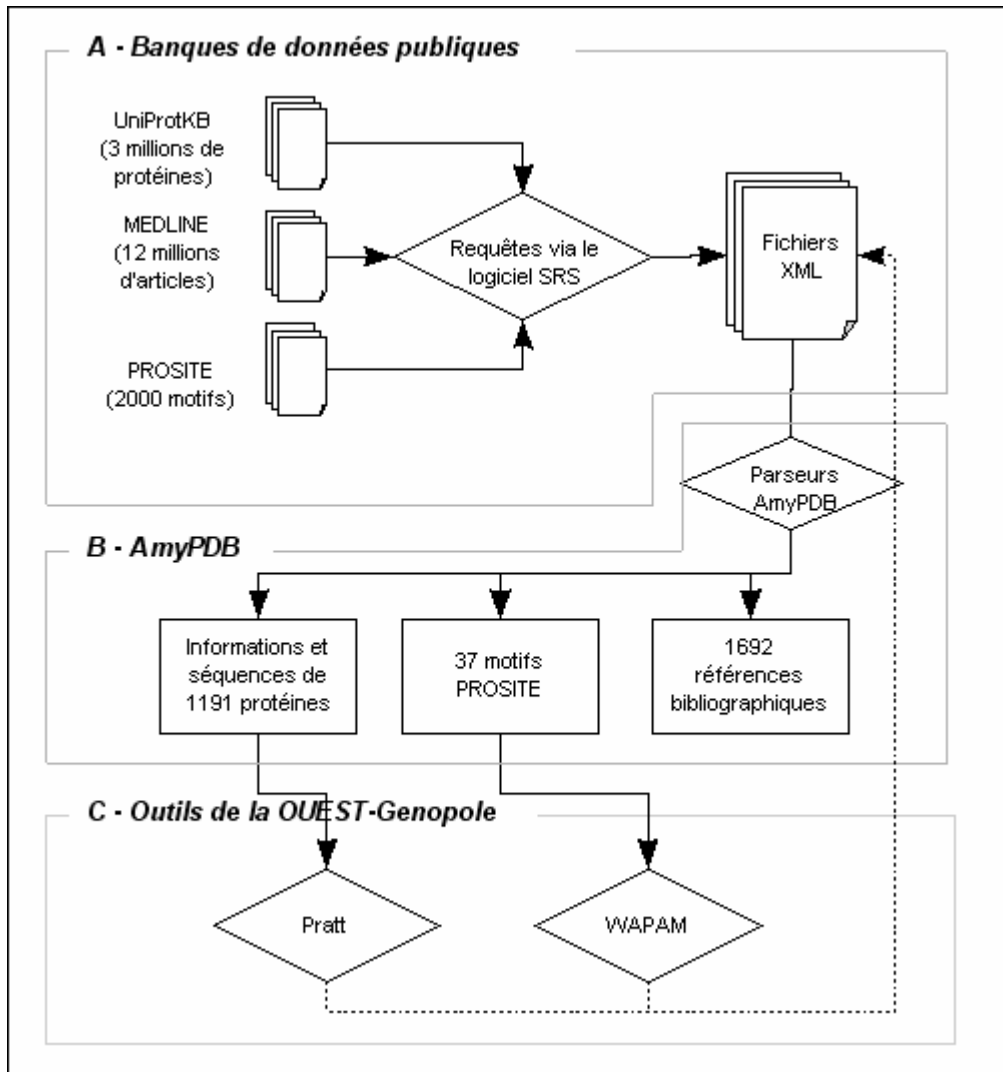 A - Banques de données publiques
UniProtKB
(3 millions de
protéines)
MEDLINE
(12 millions
d'articles)
PROSITE
(2000 motifs)
Requêtes via le
logiciel SRS
Fichiers
XML
Parseurs
AmyPDB
B - AmyPDB
Informations et
séquences de
1191 protéines
37 motifs
PROSITE
1692
références
bibliographiques
C - Outils de la OUEST-Genopole
Pratt
WAPAM